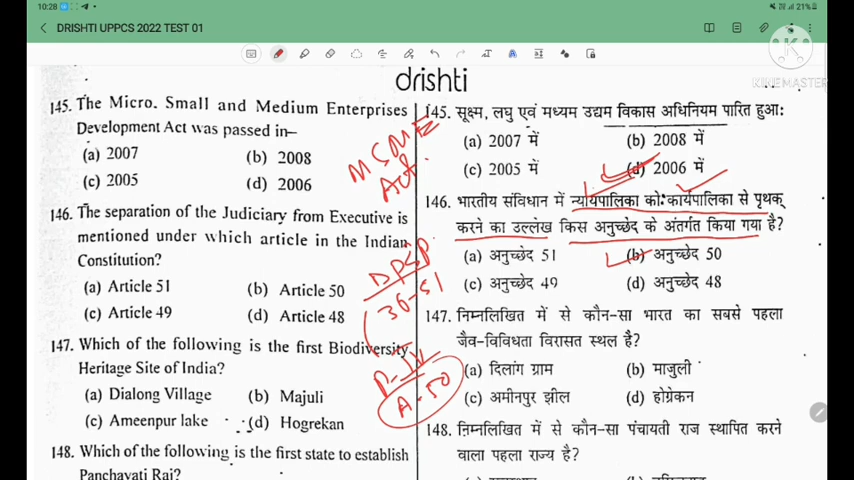 10:28
21%
DRISHTI UPPCS 2022 TEST 01
KINEMASTER
drishti
145. The Micro. Small and Medium Enterprises
Development Act was passed in–
(a) 2007
(b) 2008
(c) 2005
(d) 2006
146. The separation of the Judiciary from Executive is
mentioned under which article in the Indian
Constitution?
(a) Article 51
(b) Article 50
(c) Article 49
(d) Article 48
147. Which of the following is the first Biodiversity
Heritage Site of India?
(a) Dialong Village
(b) Majuli
(c) Ameenpur lake
(d) Hogrekan
148. Which of the following is the first state to establish
Panchayati Raj?
MSME
Act.
DPSP
36-51
P-IV
A-50
145. सूक्ष्म, लघु एवं मध्यम उद्यम विकास अधिनियम पारित हुआ:
(a) 2007 में
(b) 2008 में
(c) 2005 में
(d) 2006 में
146. भारतीय संविधान में न्यायपालिका को कार्यपालिका से पृथक्
करने का उल्लेख किस अनुच्छेद के अंतर्गत किया गया है?
(a) अनुच्छेद 51
(b) अनुच्छेद 50
(c) अनुच्छेद 49
(d) अनुच्छेद 48
147. निम्नलिखित में से कौन-सा भारत का सबसे पहला
जैव-विविधता विरासत स्थल है?
(a) दिलांग ग्राम
(b) माजुली
(c) अमीनपुर झील
(d) होग्रेकन
148. निम्नलिखित में से कौन-सा पंचायती राज स्थापित करने
वाला पहला राज्य है?